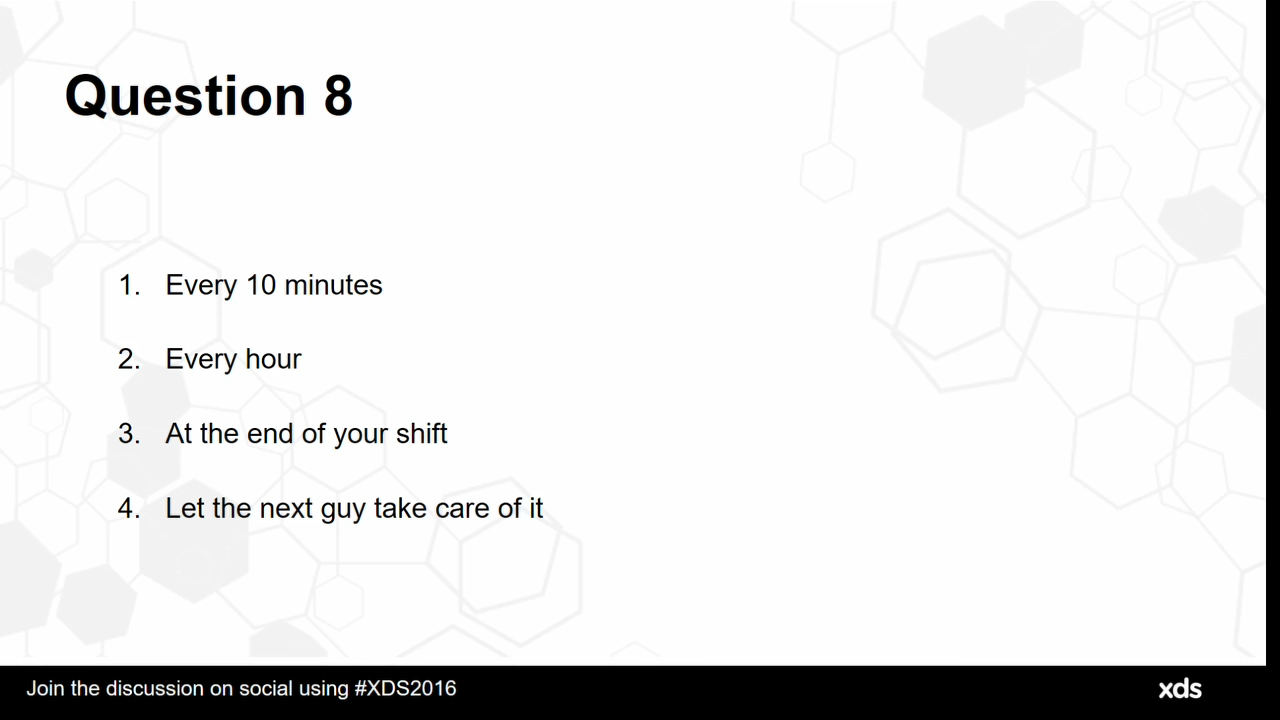 Question 8
1. Every 10 minutes
2. Every hour
3. At the end of your shift
4. Let the next guy take care of it
Join the discussion on social using #XDS2016
xds